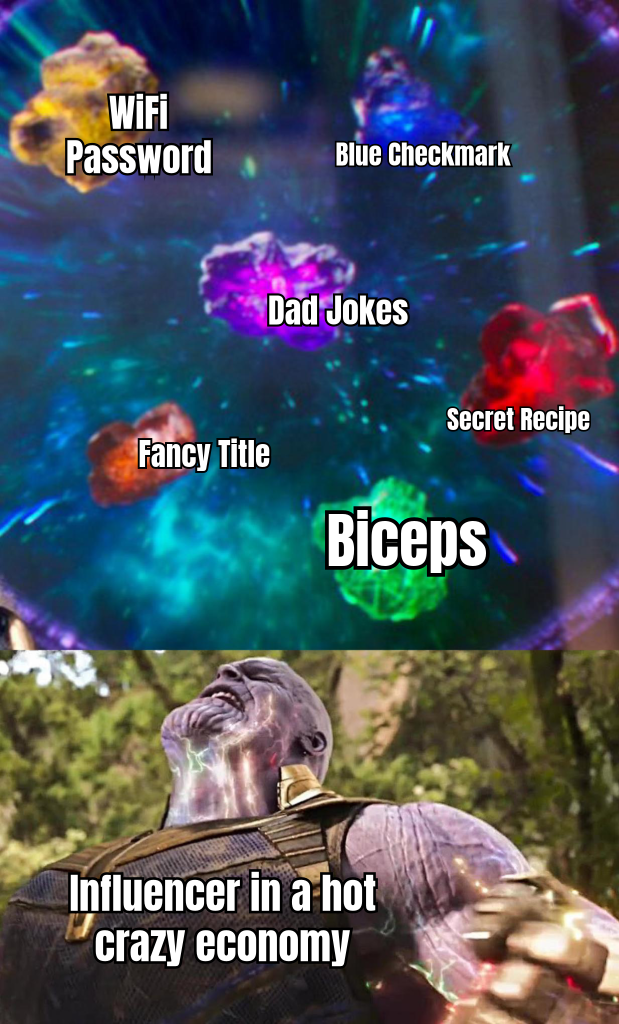 WiFi
Password
Blue Checkmark
Dad Jokes
Secret Recipe
Fancy Title
Biceps
Influencer in a hot
crazy economy